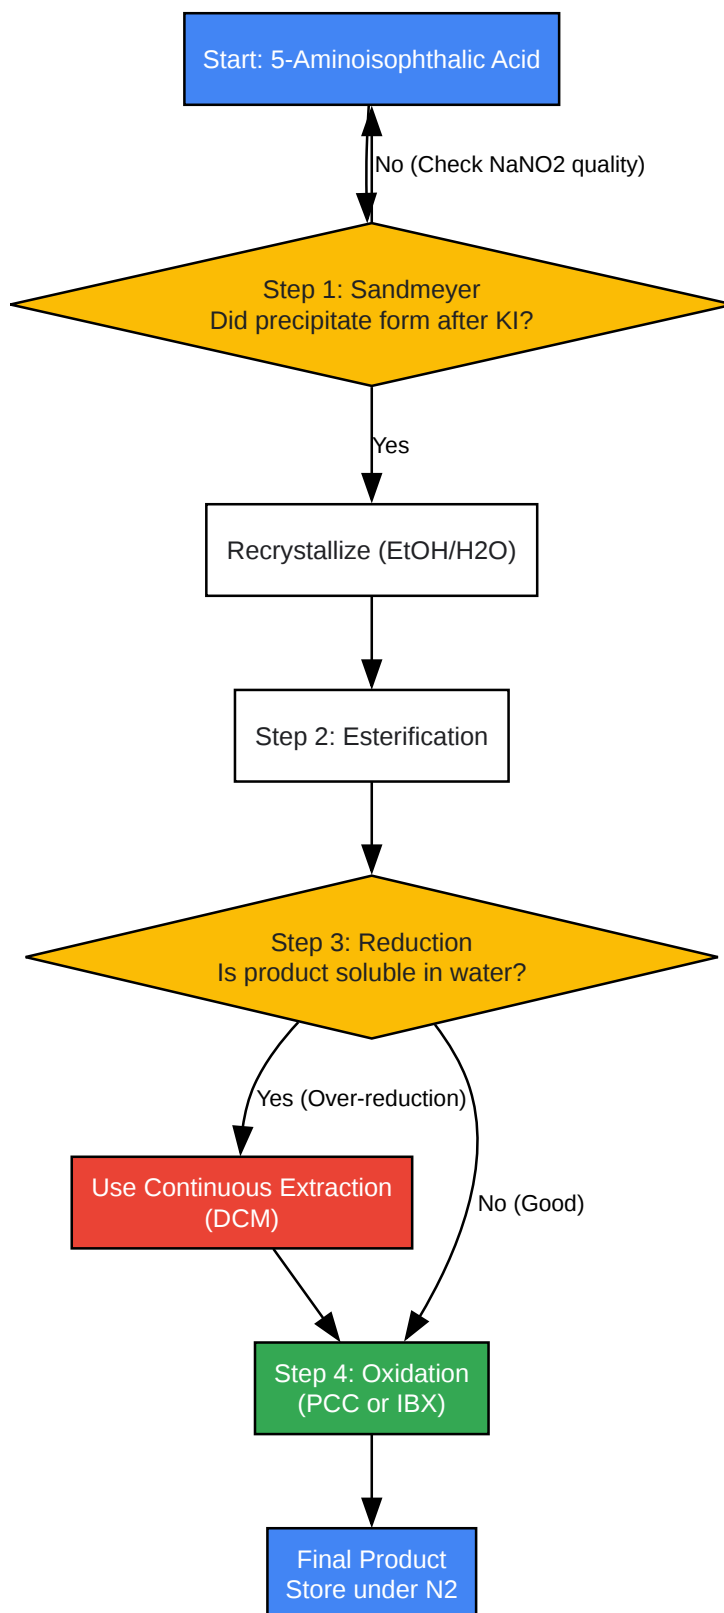 Start: 5-Aminoisophthalic Acid
No (Check NaNO2 quality)
Step 1: Sandmeyer
Did precipitate form after KI?
Yes
Recrystallize (EtOH/H2O)
Step 2: Esterification
Step 3: Reduction
Is product soluble in water?
Yes (Over-reduction)
Use Continuous Extraction
(DCM)
No (Good)
Step 4: Oxidation
(PCC or IBX)
Final Product
Store under N2